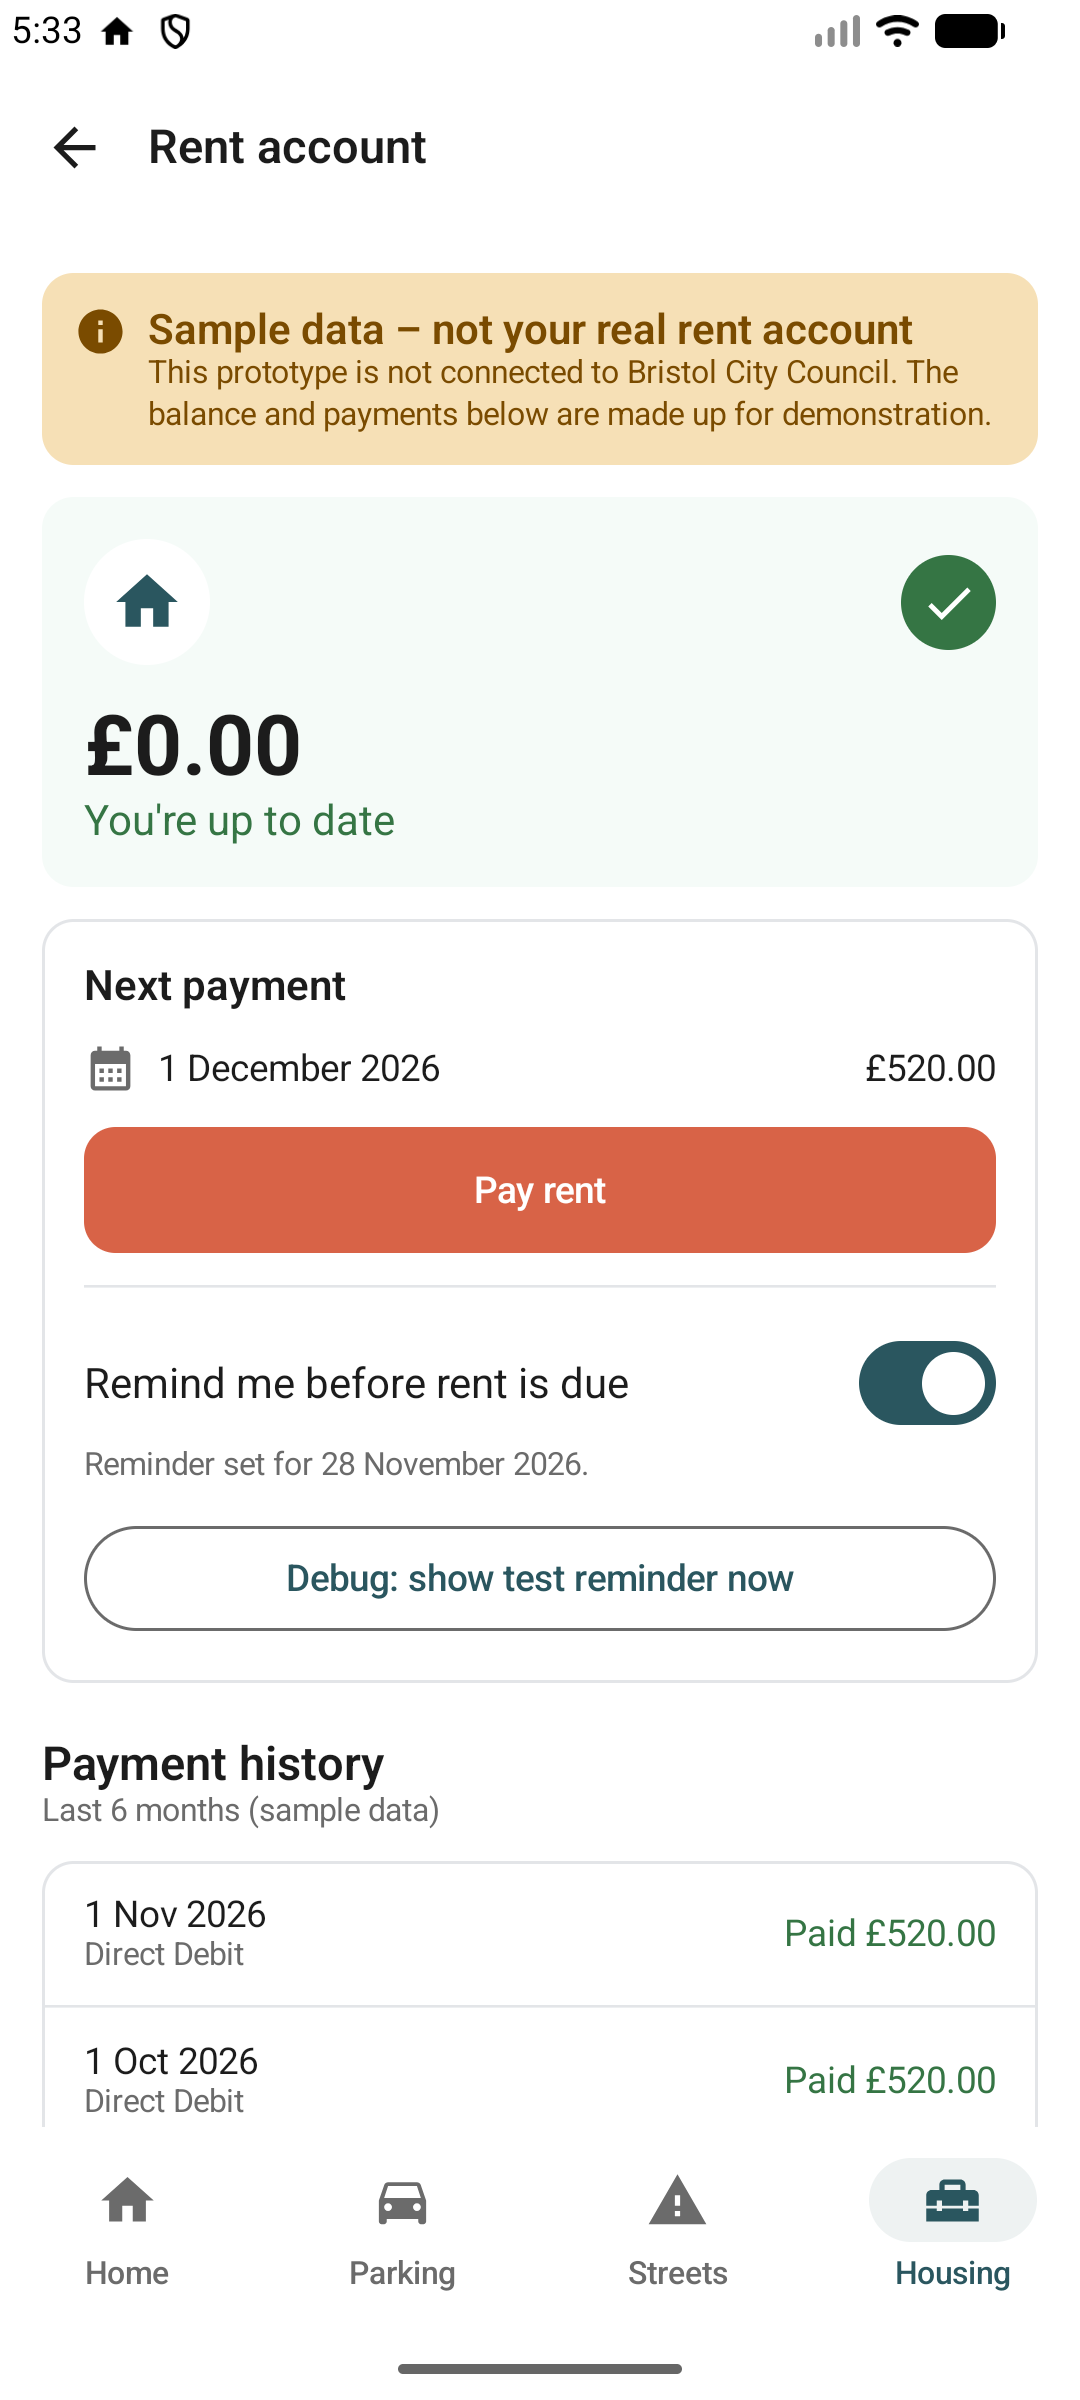 5:33
Rent account
Sample data – not your real rent account
This prototype is not connected to Bristol City Council. The
balance and payments below are made up for demonstration.
£0.00
You're up to date
Next payment
1 December 2026
£520.00
Pay rent
Remind me before rent is due
Reminder set for 28 November 2026.
Debug: show test reminder now
Payment history
Last 6 months (sample data)
1 Nov 2026
Direct Debit
Paid £520.00
1 Oct 2026
Direct Debit
Paid £520.00
Home
Parking
Streets
Housing